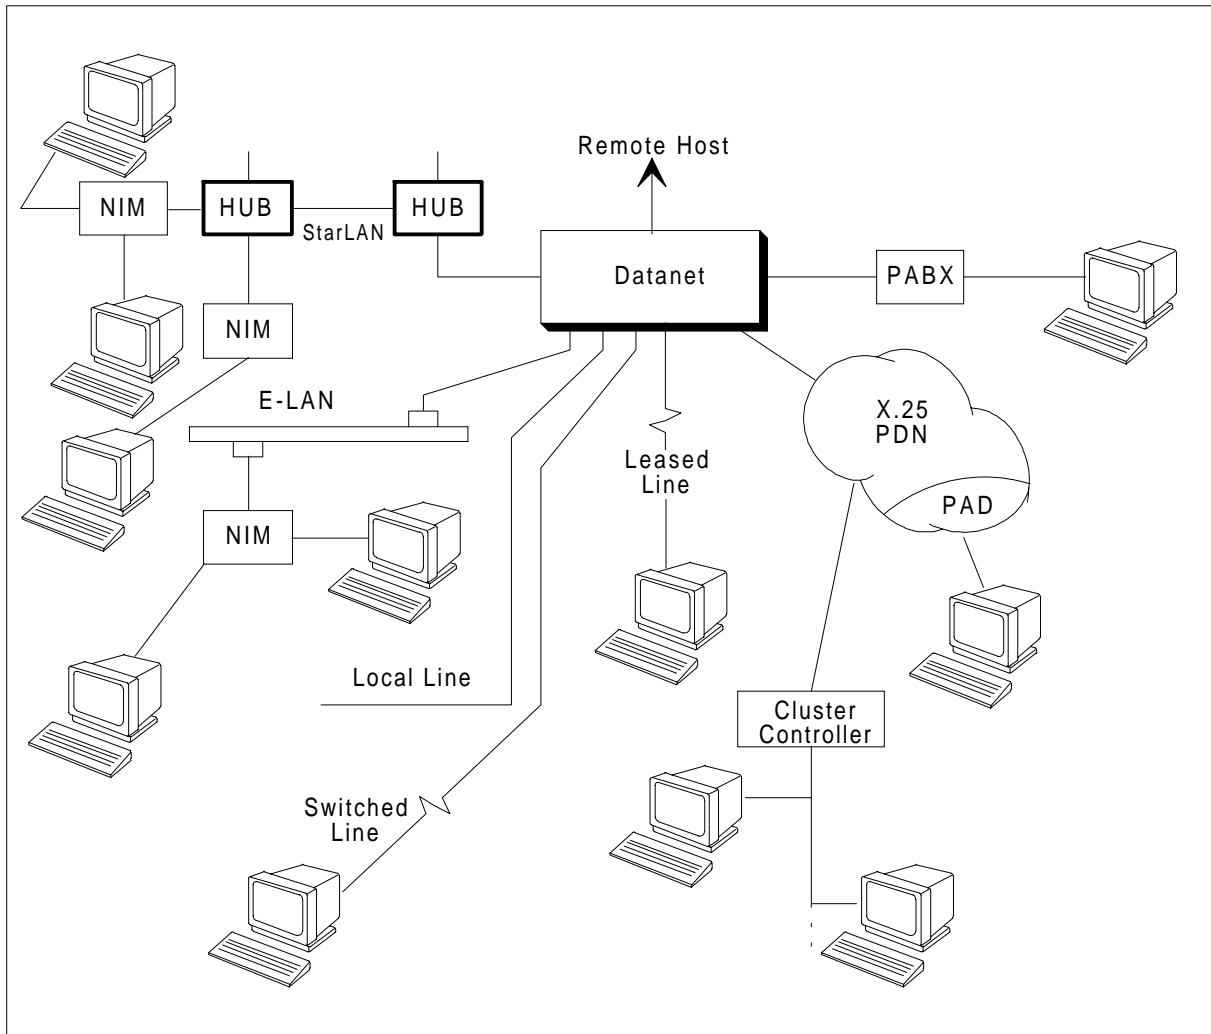 Remote Host
NIM
HUB
HUB
StarLAN
Datanet
PABX
NIM
E-LAN
X.25
PDN
Leased
Line
PAD
NIM
Local Line
Cluster
Controller
Switched
Line